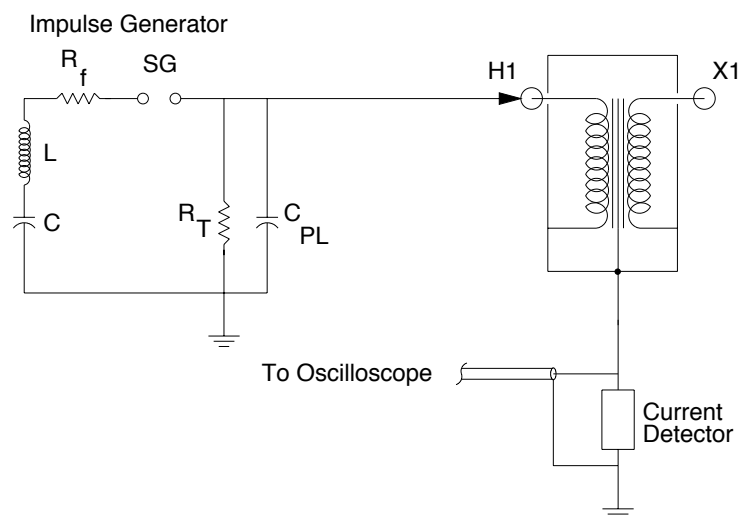 Impulse Generator
R
f
SG
H1
X1
L
C
R
T
C
PL
To Oscilloscope
Current
Detector